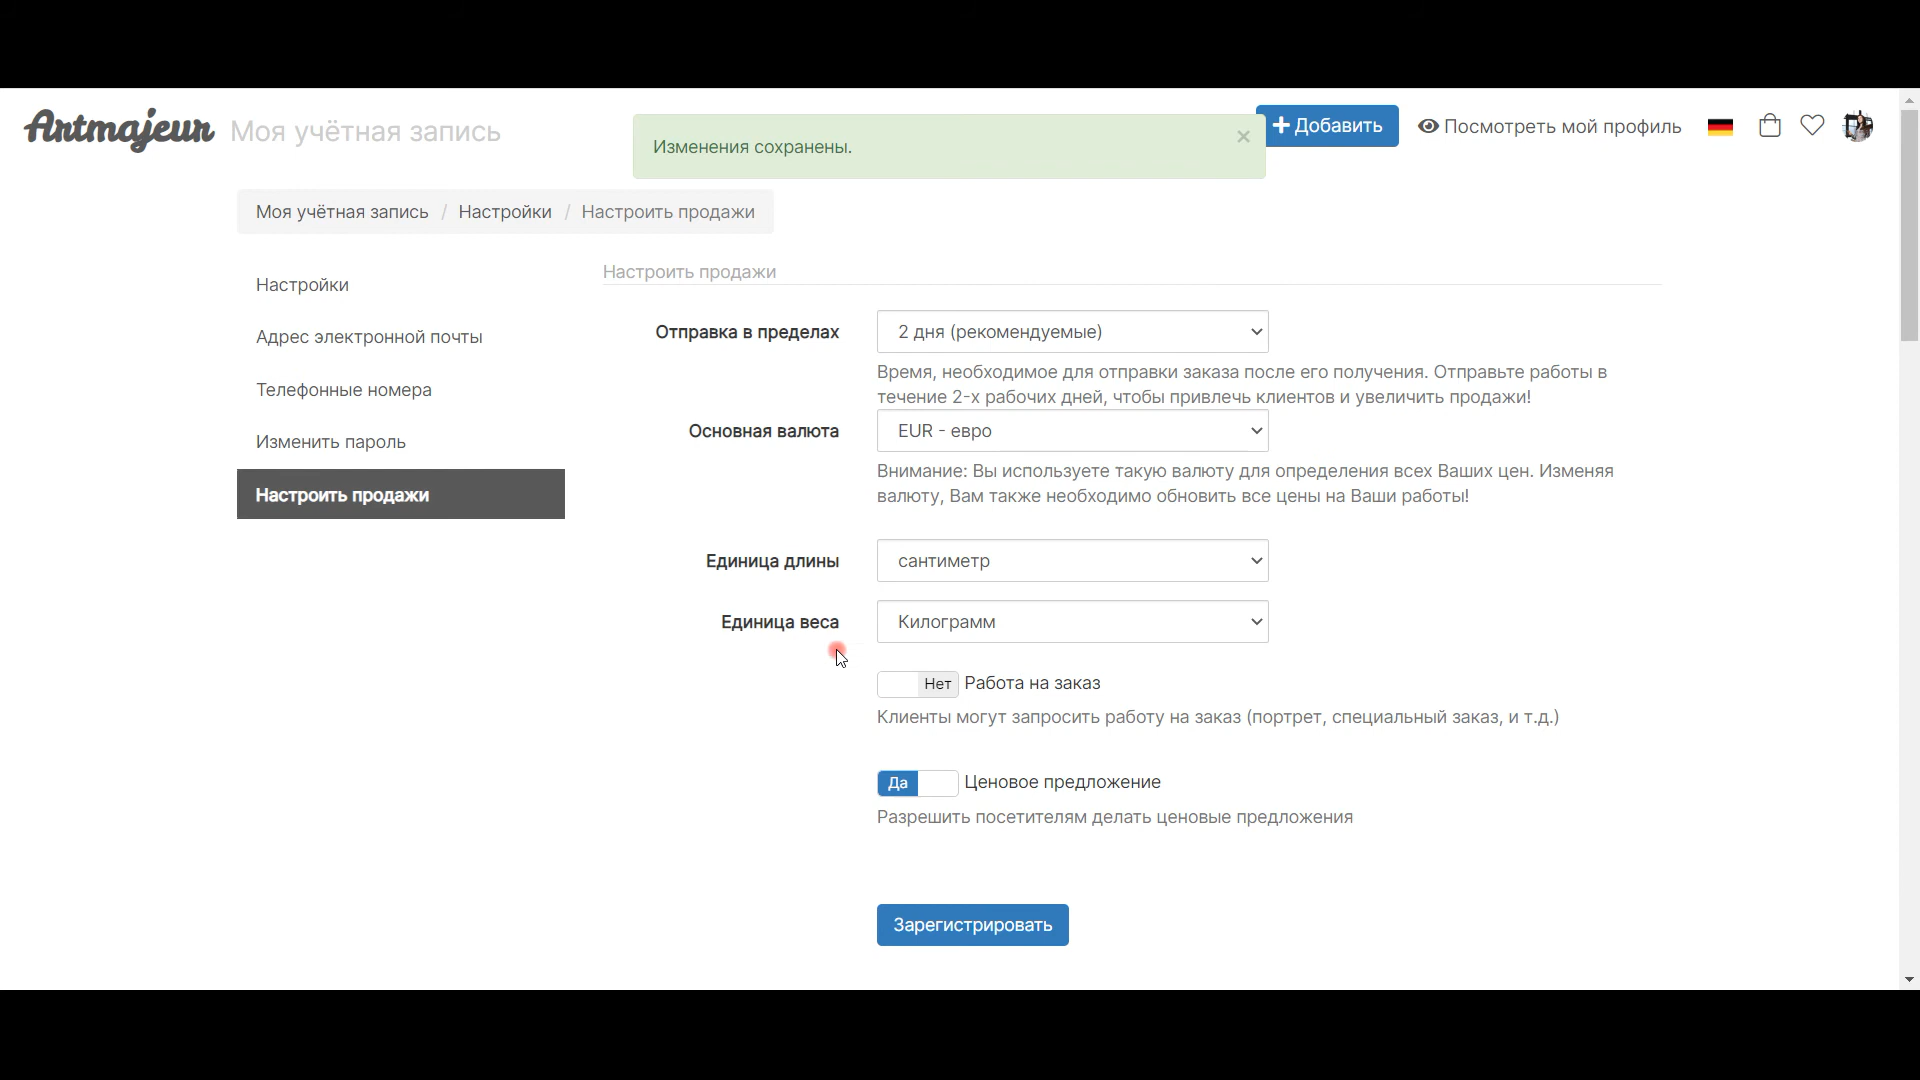 Artmajeur Моя учётная запись
Изменения сохранены.
×
Добавить
Посмотреть мой профиль
Моя учётная запись / Настройки / Настроить продажи
Настройки
Адрес электронной почты
Телефонные номера
Изменить пароль
Настроить продажи
Настроить продажи
Отправка в пределах
2 дня (рекомендуемые)
Время, необходимое для отправки заказа после его получения. Отправьте работы в
течение 2-х рабочих дней, чтобы привлечь клиентов и увеличить продажи!
Основная валюта
EUR - евро
Внимание: Вы используете такую валюту для определения всех Ваших цен. Изменяя
валюту, Вам также необходимо обновить все цены на Ваши работы!
Единица длины
сантиметр
Единица веса
Килограмм
Нет Работа на заказ
Клиенты могут запросить работу на заказ (портрет, специальный заказ, и т.д.)
Да Ценовое предложение
Разрешить посетителям делать ценовые предложения
Зарегистрировать